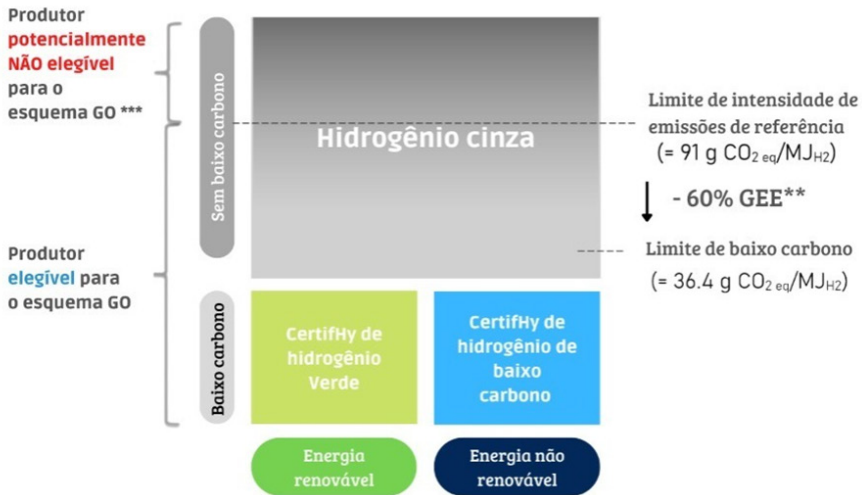 Produtor
potencialmente
NÃO elegível
para o
esquema GO ***
Produtor
elegível para
o esquema GO
Sem baixo carbono
Baixo carbono
Hidrogênio cinza
CertifHy de
hidrogênio
Verde
CertifHy de
hidrogênio de
baixo
carbono
Energia
renovável
Energia não
renovável
Limite de intensidade de
emissões de referência
(= 91 g CO2 eq/MJH2)
- 60% GEE**
Limite de baixo carbono
(= 36.4 g CO2 eq/MJH2)